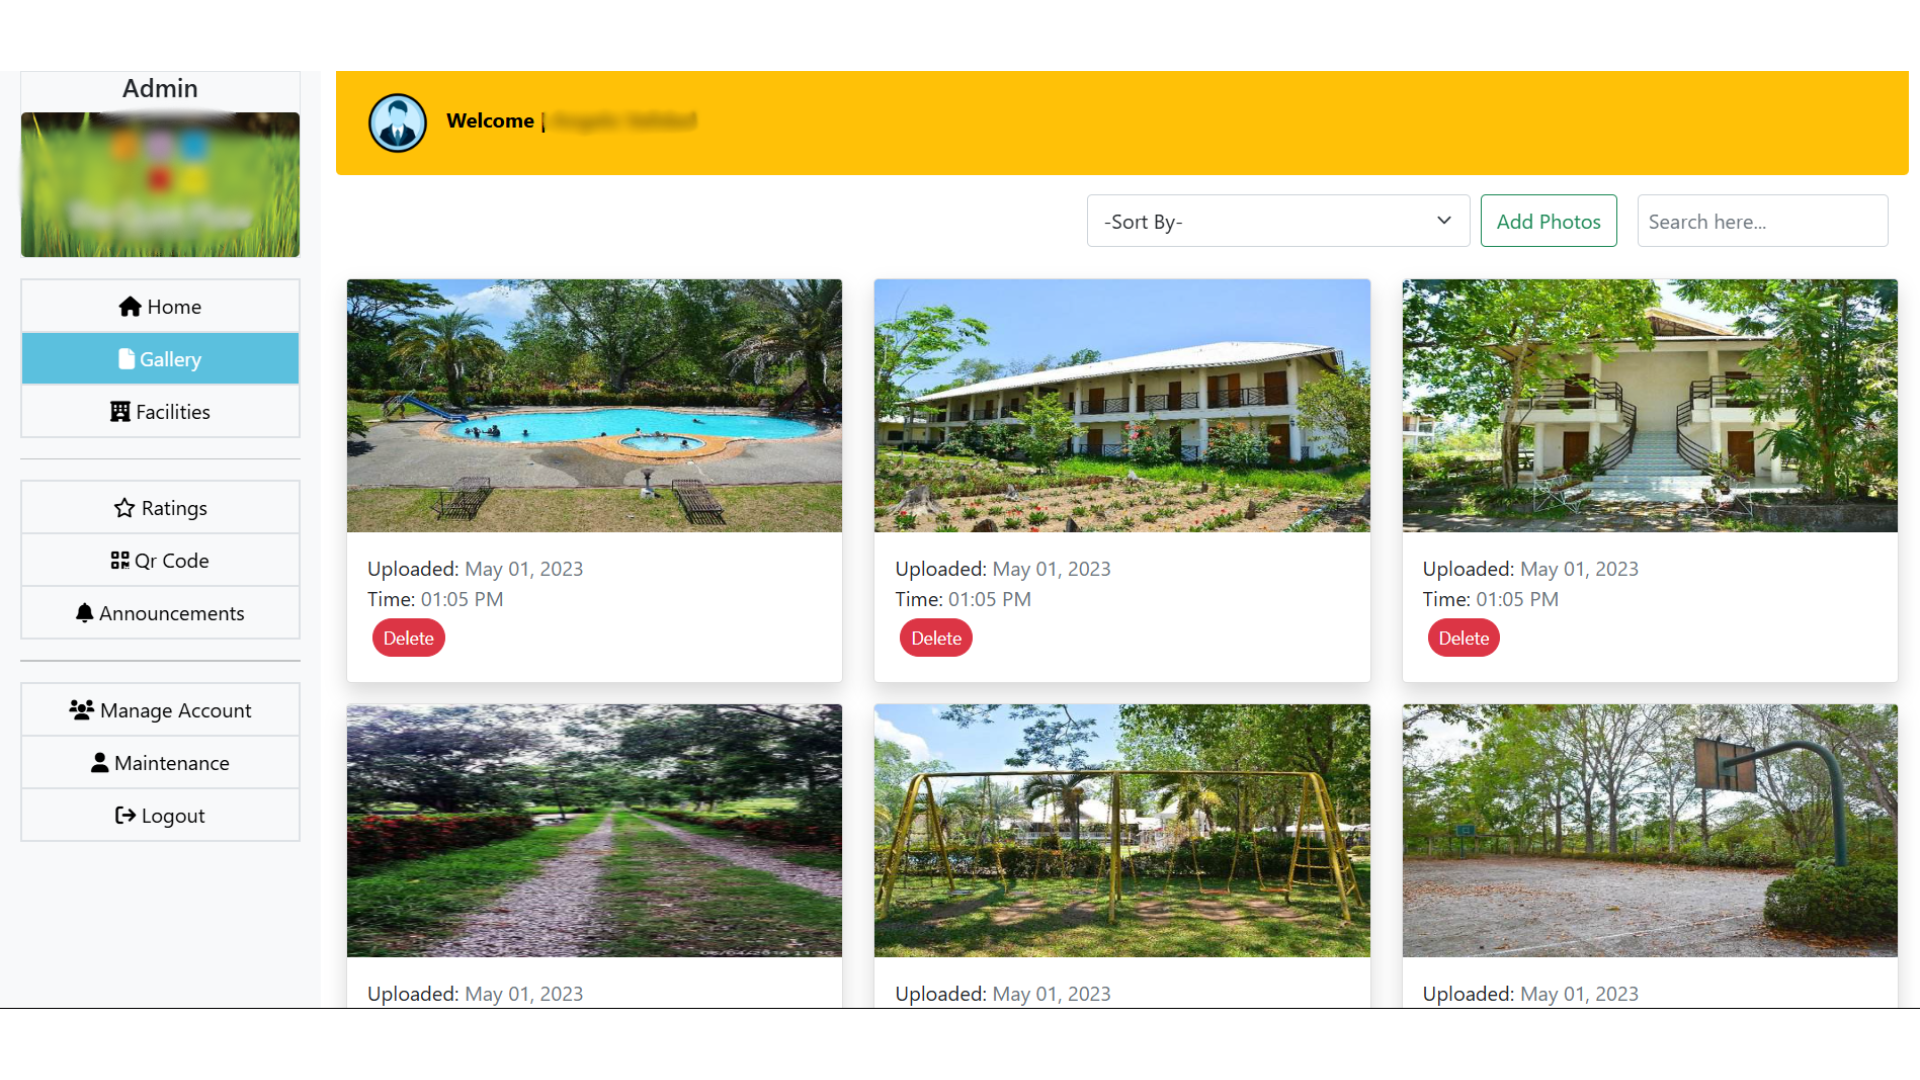 Admin
Welcome |
-Sort By-
Add Photos
Search here...
Home
Gallery
Facilities
Ratings
Qr Code
Announcements
Manage Account
Maintenance
Logout
Uploaded: May 01, 2023
Time: 01:05 PM
Delete
Uploaded: May 01, 2023
Time: 01:05 PM
Delete
Uploaded: May 01, 2023
Time: 01:05 PM
Delete
Uploaded: May 01, 2023
Uploaded: May 01, 2023
Uploaded: May 01, 2023